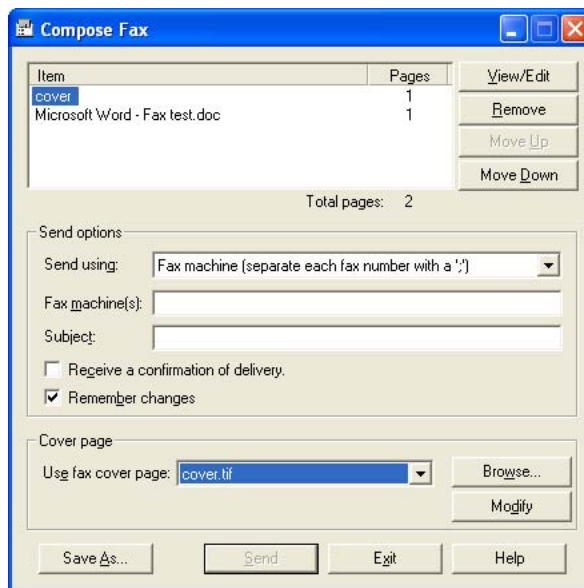 Compose Fax
Item Pages
cover 1
Microsoft Word - Fax test.doc 1
View/Edit
Remove
Move Up
Move Down
Total pages: 2
Send options
Send using: Fax machine (separate each fax number with a ';')
Fax machine(s):
Subject:
Receive a confirmation of delivery.
Remember changes
Cover page
Use fax cover page: cover.tif
Browse...
Modify
Save As... Send Exit Help